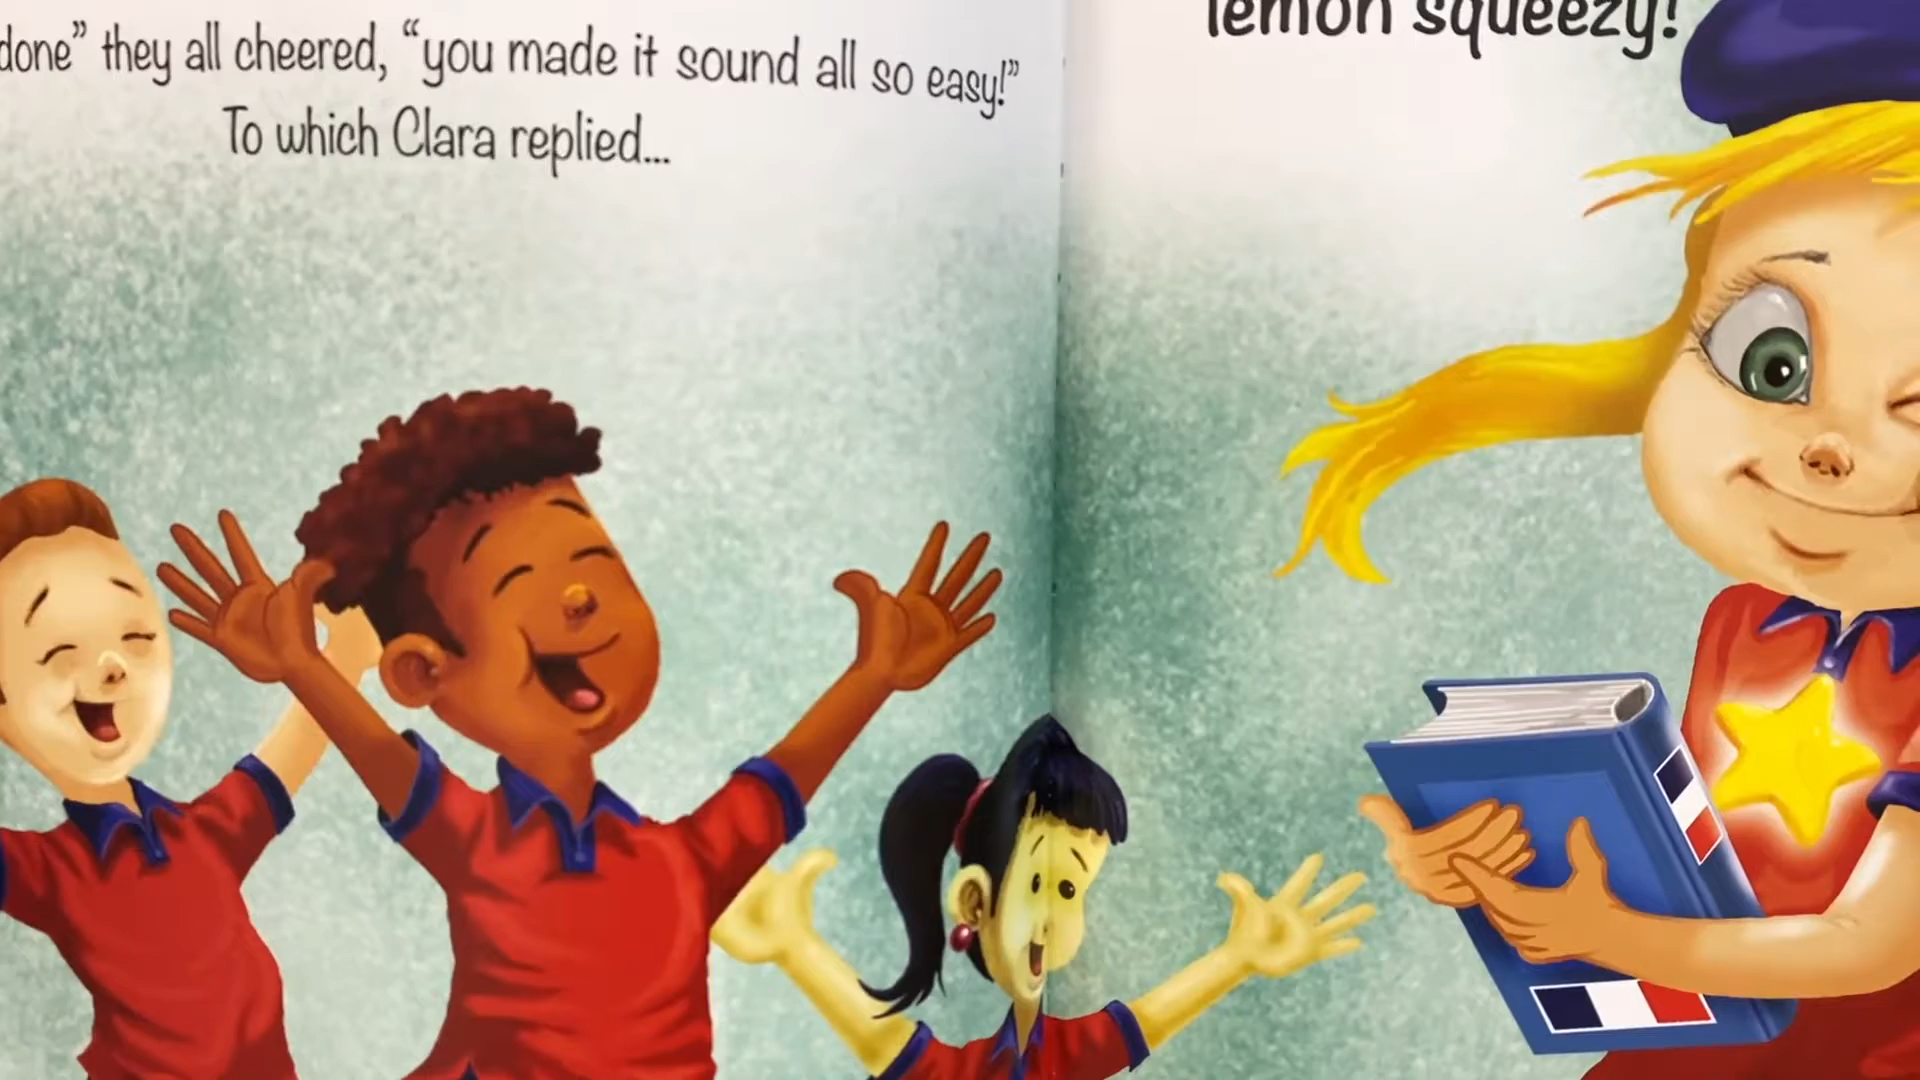 done” they all cheered, “you made it sound all so easy!”
To which Clara replied...
lemon squeezy!